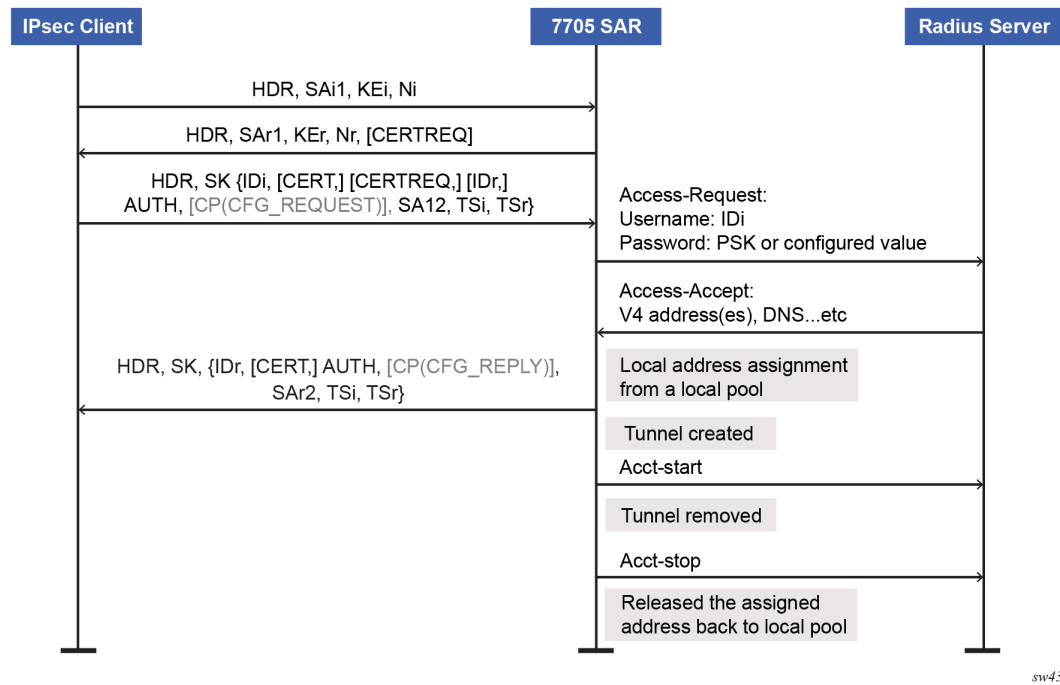 IPsec Client
7705 SAR
Radius Server
HDR, SAi1, KEi, Ni
HDR, SAr1, KEr, Nr, [CERTREQ]
HDR, SK {IDi, [CERT,] [CERTREQ,] [IDr,]
AUTH, [CP(CFG_REQUEST)], SA12, TSi, TSr}
Access-Request:
Username: IDi
Password: PSK or configured value
Access-Accept:
V4 address(es), DNS...etc
HDR, SK, {IDr, [CERT,] AUTH, [CP(CFG_REPLY)],
SAr2, TSi, TSr}
Local address assignment
from a local pool
Tunnel created
Acct-start
Tunnel removed
Acct-stop
Released the assigned
address back to local pool